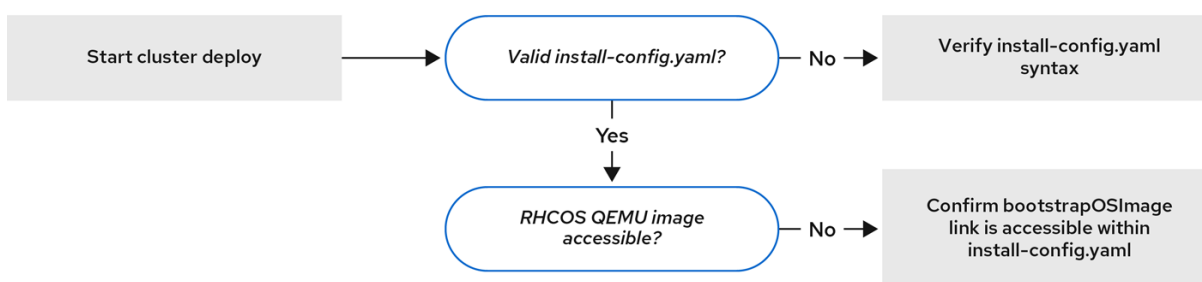 Start cluster deploy
Valid install-config.yaml?
No
Verify install-config.yaml
syntax
Yes
RHCOS QEMU image
accessible?
No
Confirm bootstrapOSImage
link is accessible within
install-config.yaml